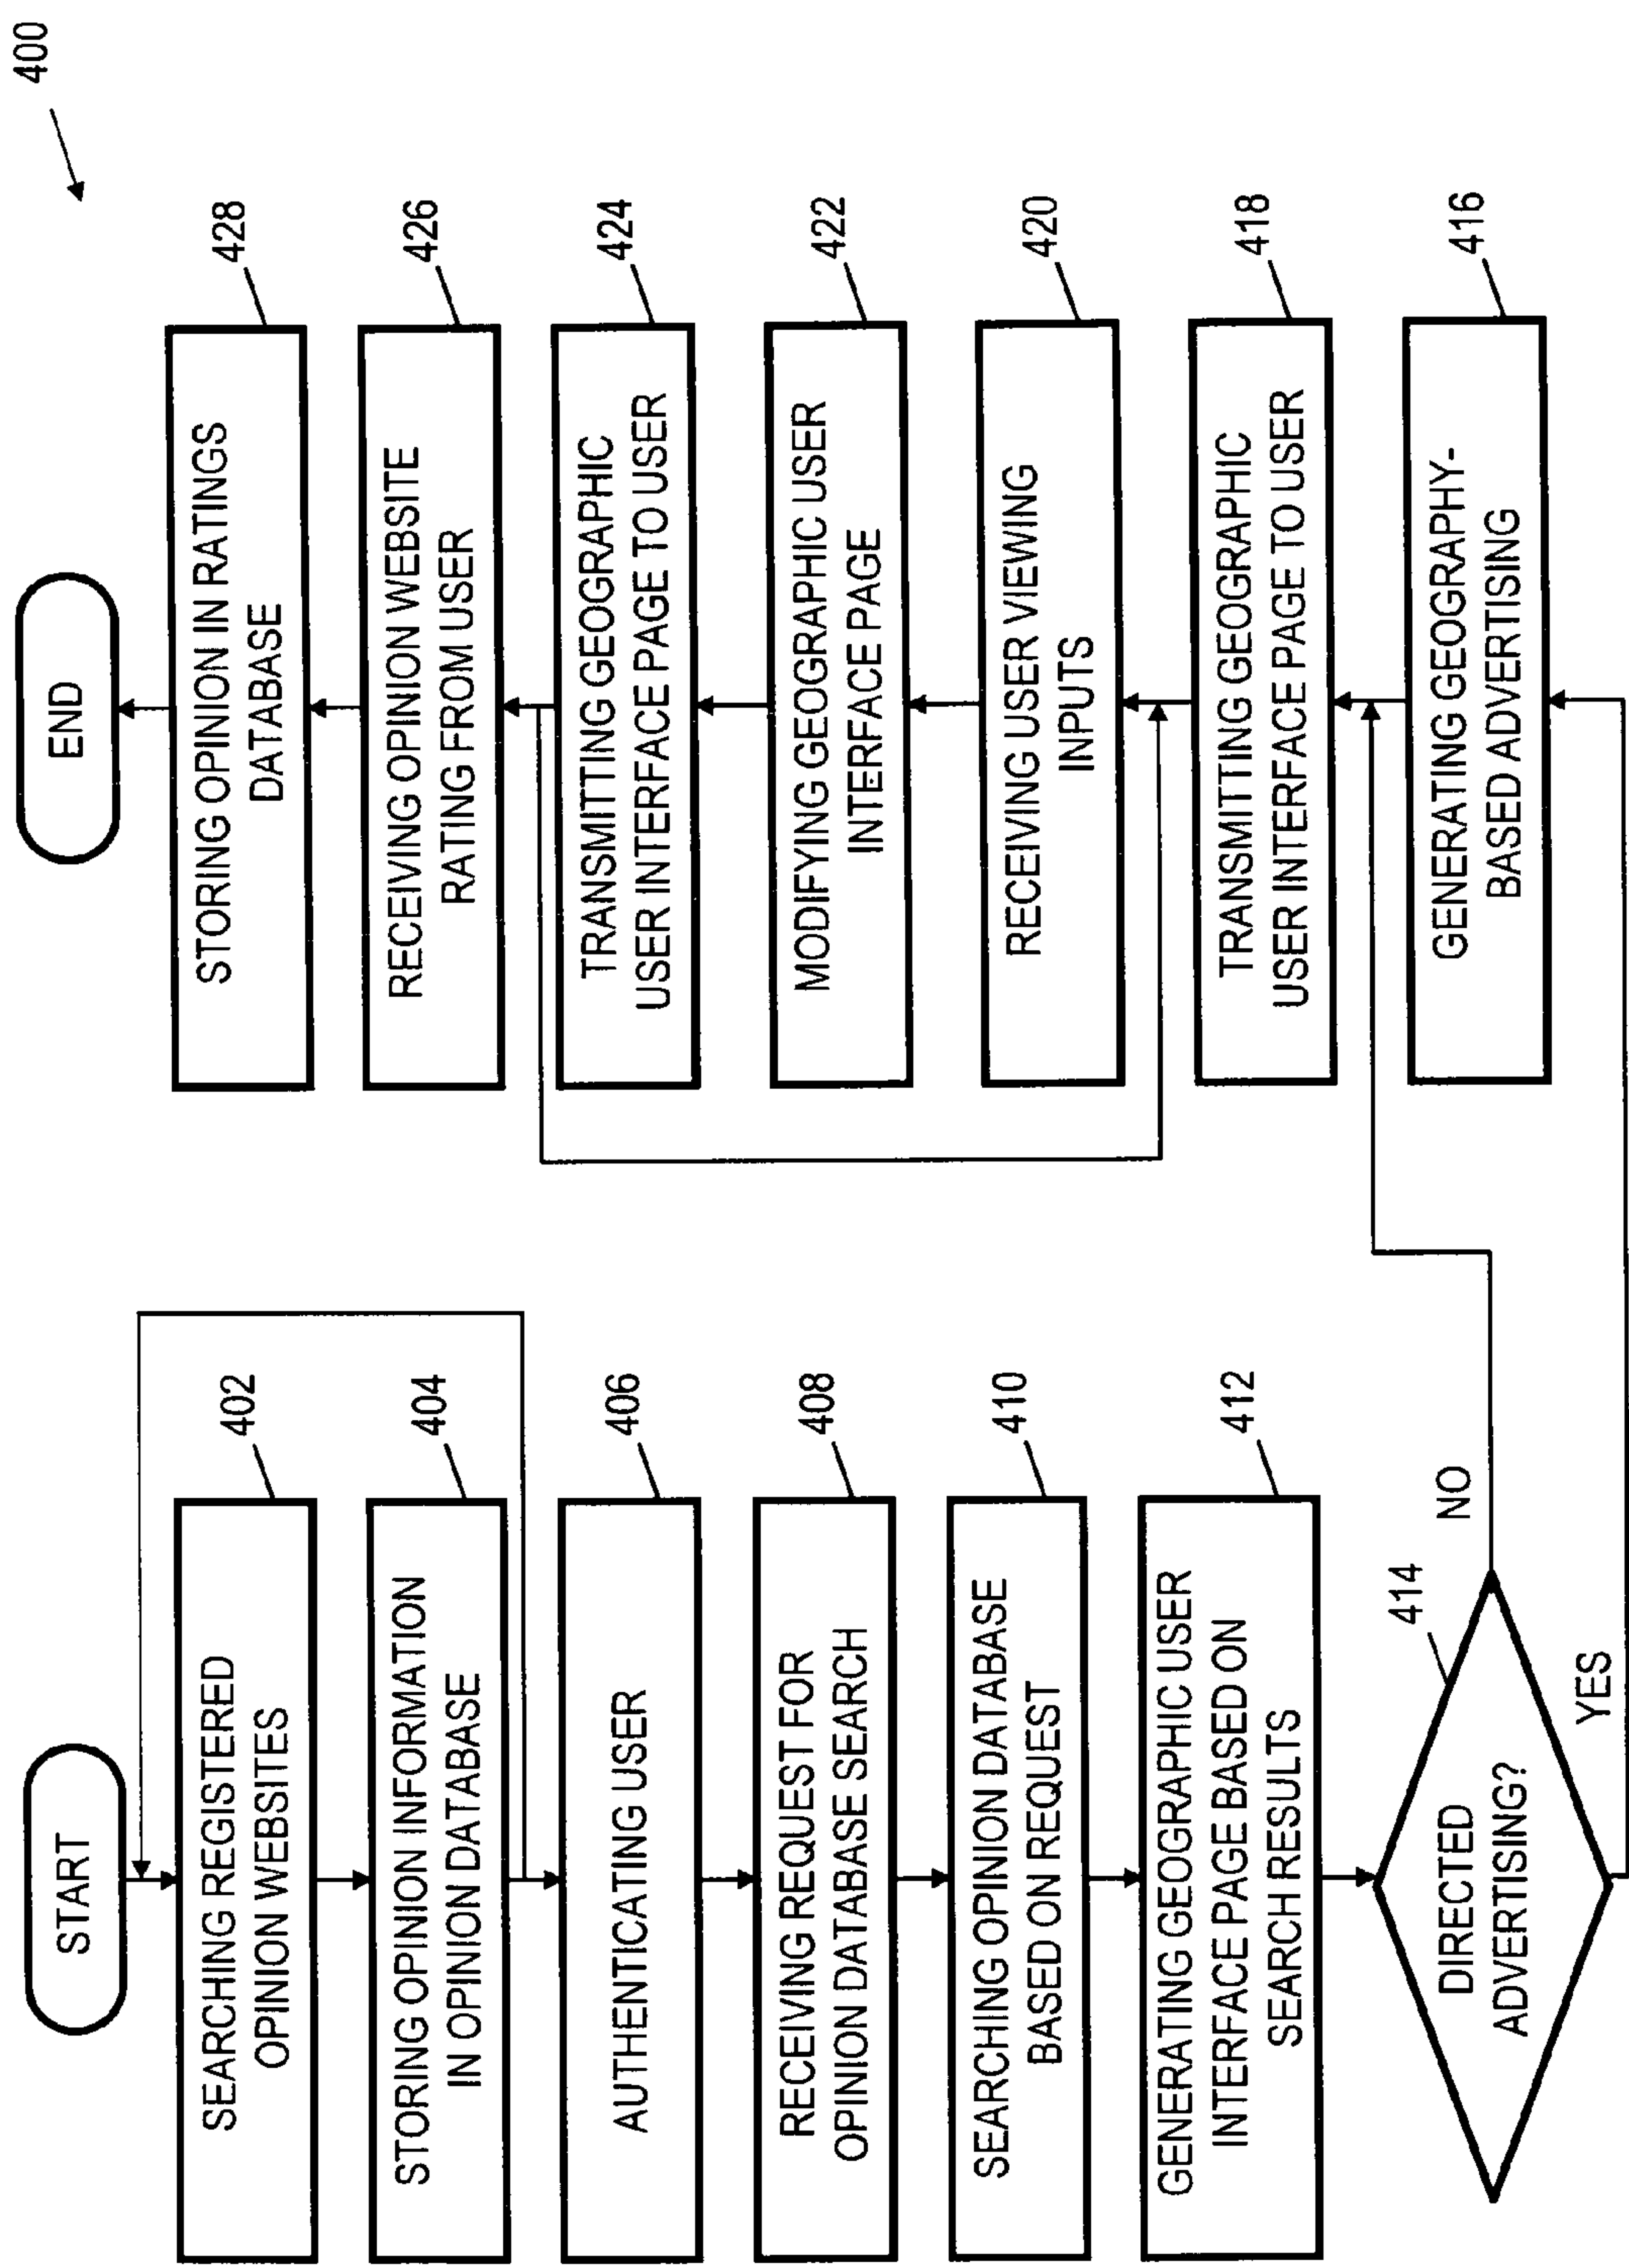 400
START
SEARCHING REGISTERED
OPINION WEBSITES
402
STORING OPINION INFORMATION
IN OPINION DATABASE
404
AUTHENTICATING USER
406
RECEIVING REQUEST FOR
OPINION DATABASE SEARCH
408
SEARCHING OPINION DATABASE
BASED ON REQUEST
410
GENERATING GEOGRAPHIC USER
INTERFACE PAGE BASED ON
SEARCH RESULTS
412
DIRECTED
ADVERTISING?
414
NO
YES
GENERATING GEOGRAPHY-
BASED ADVERTISING
416
TRANSMITTING GEOGRAPHIC
USER INTERFACE PAGE TO USER
418
RECEIVING USER VIEWING
INPUTS
420
MODIFYING GEOGRAPHIC USER
INTERFACE PAGE
422
TRANSMITTING GEOGRAPHIC
USER INTERFACE PAGE TO USER
424
RECEIVING OPINION WEBSITE
RATING FROM USER
426
STORING OPINION IN RATINGS
DATABASE
428
END